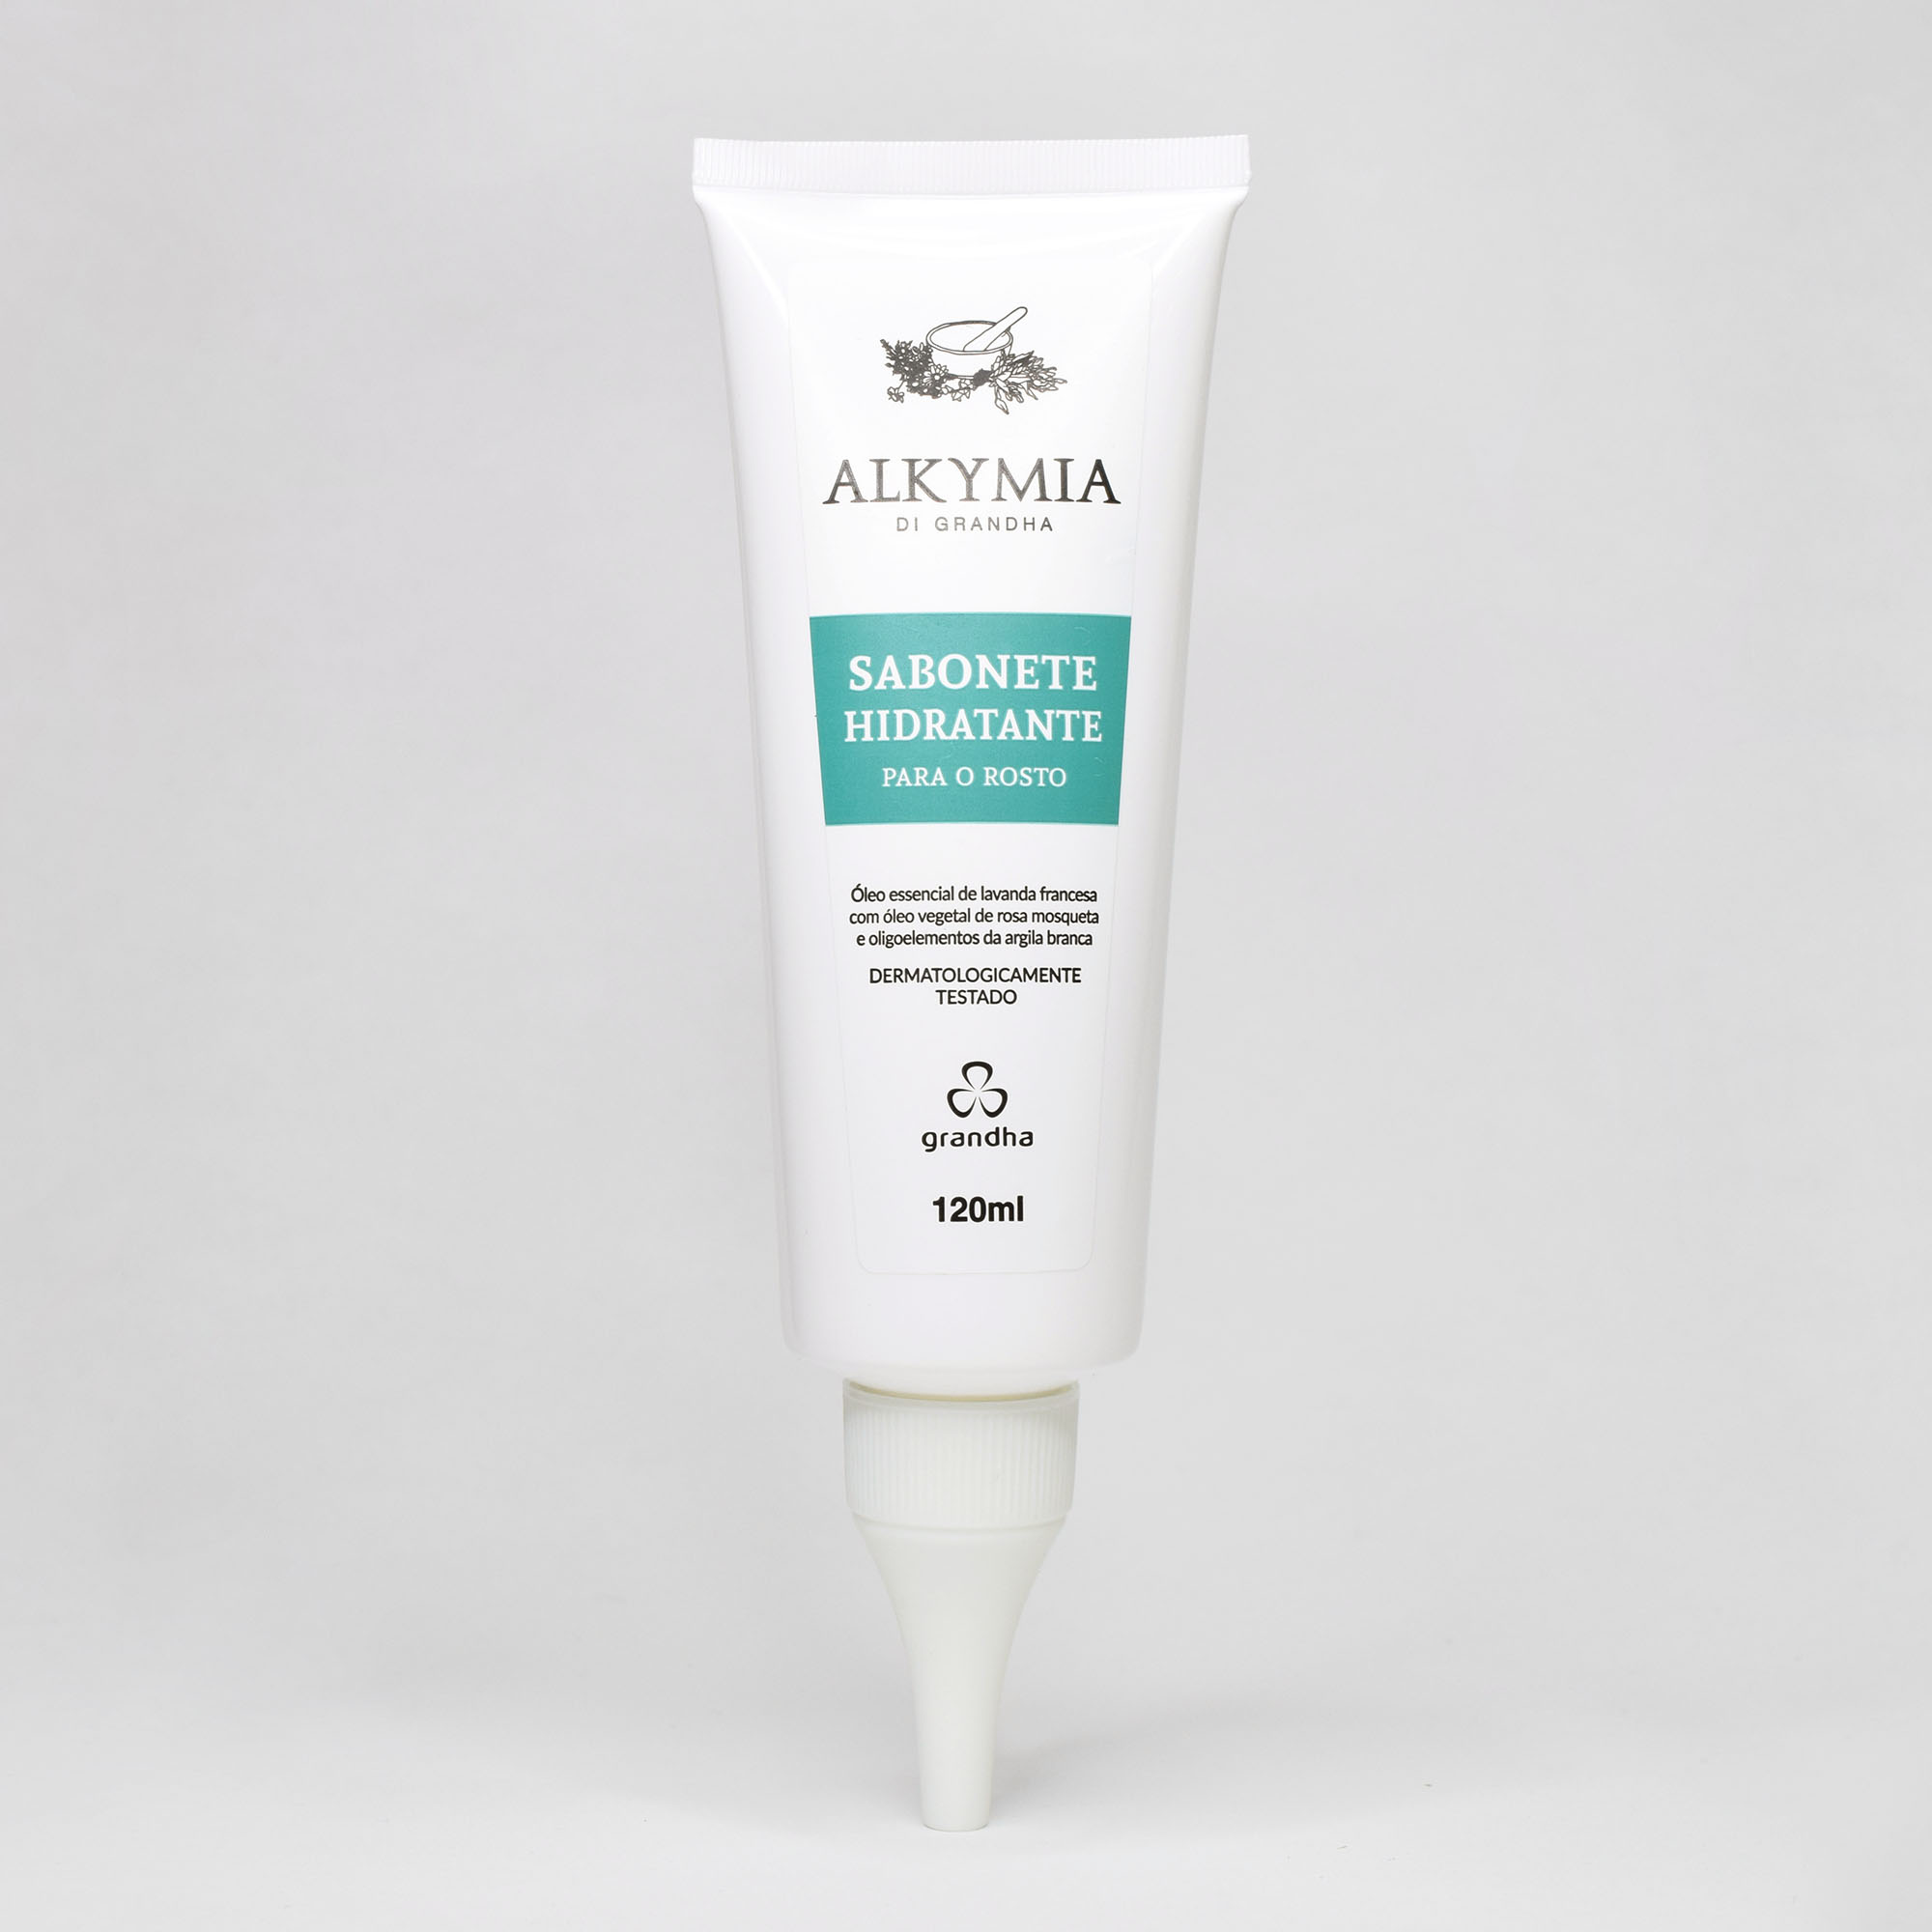 ALKYMIA
DI GRANDHA
SABONETE
HIDRATANTE
PARA O ROSTO
Óleo essencial de lavanda francesa
com óleo vegetal de rosa mosqueta
e oligoelementos da argila branca
DERMATOLOGICAMENTE
TESTADO
grandha
120ml